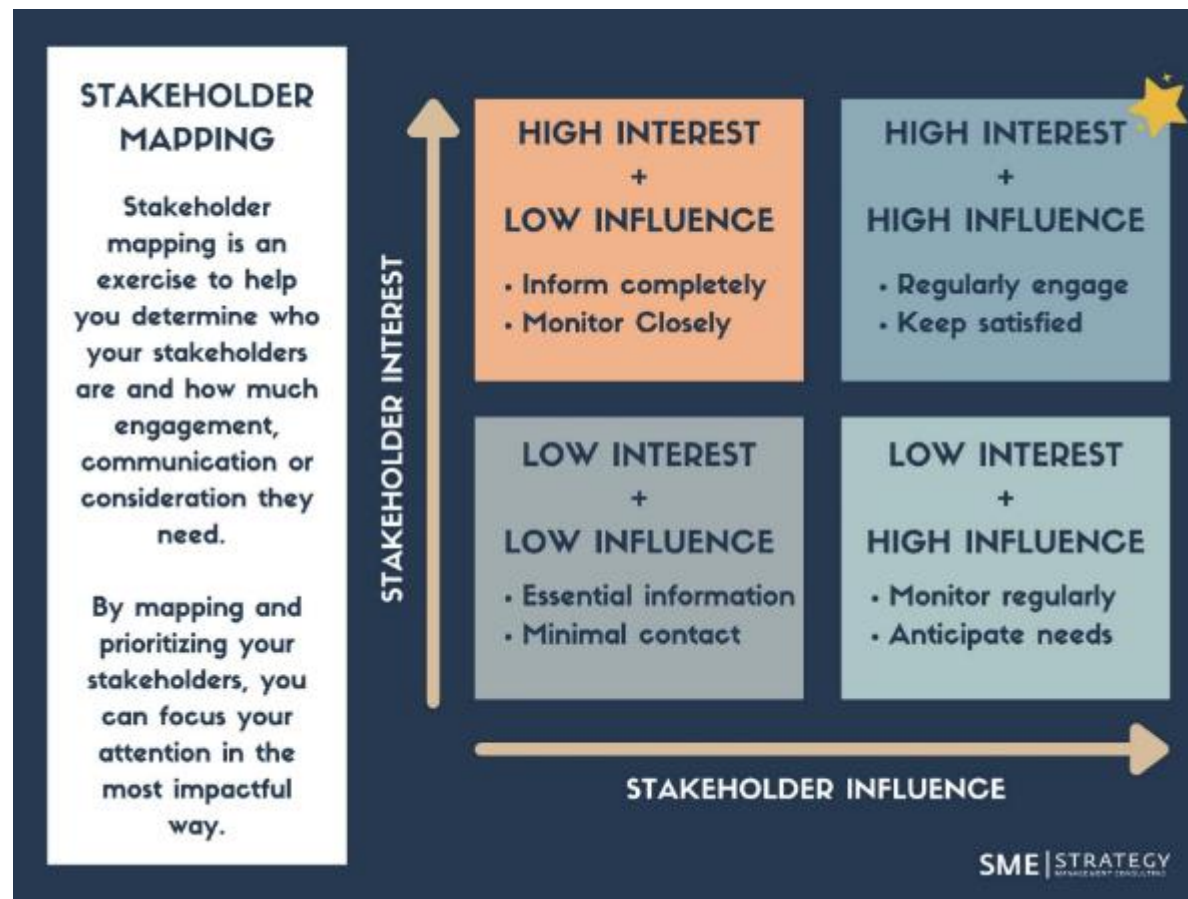 STAKEHOLDER
MAPPING
Stakeholder
mapping is an
exercise to help
you determine who
your stakeholders
are and how much
engagement,
communication or
consideration they
need.
By mapping and
prioritizing your
stakeholders, you
can focus your
attention in the
most impactful
way.
STAKEHOLDER INTEREST
HIGH INTEREST
+
LOW INFLUENCE
• Inform completely
• Monitor Closely
HIGH INTEREST
+
HIGH INFLUENCE
• Regularly engage
• Keep satisfied
LOW INTEREST
+
LOW INFLUENCE
• Essential information
• Minimal contact
LOW INTEREST
+
HIGH INFLUENCE
• Monitor regularly
• Anticipate needs
STAKEHOLDER INFLUENCE
SME | STRATEGY
MANAGEMENT CONSULTING